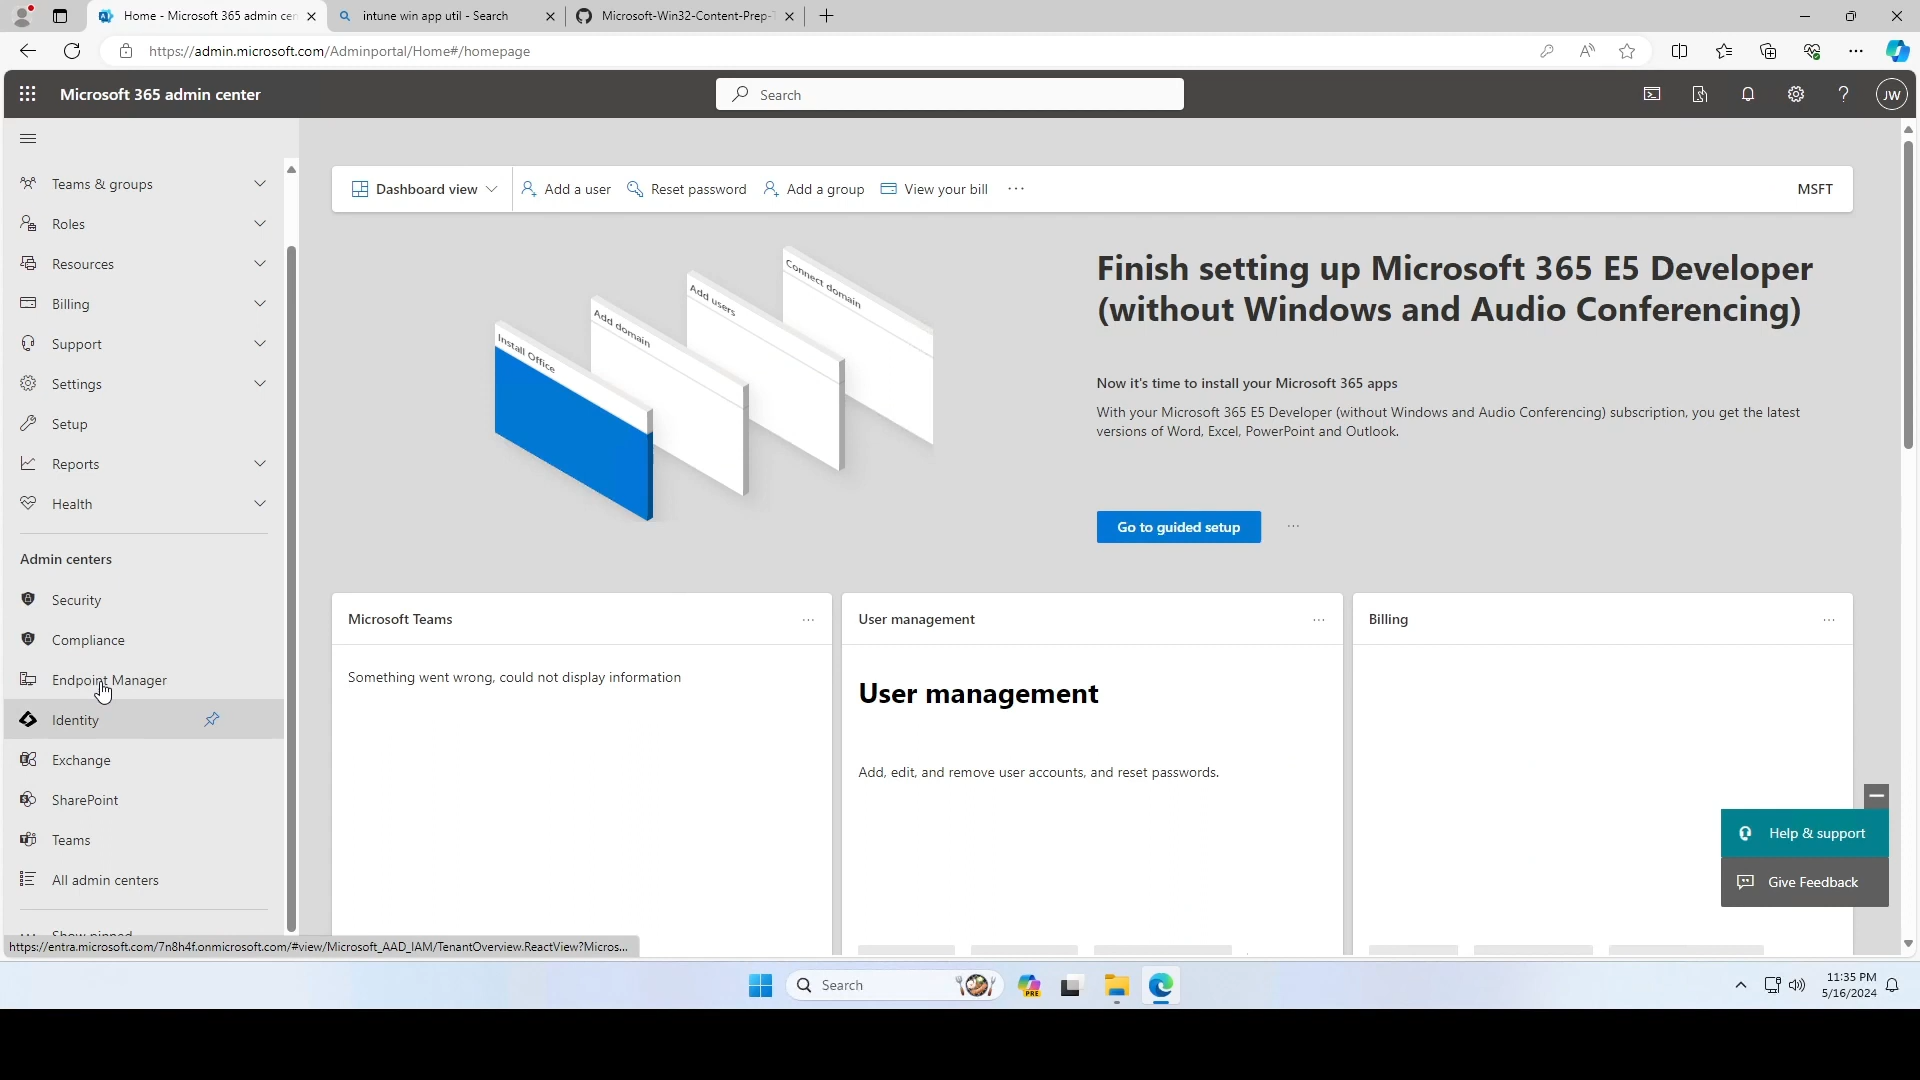 Home - Microsoft 365 admin cen
intune win app util - Search
Microsoft-Win32-Content-Prep-T
https://admin.microsoft.com/Adminportal/Home#/homepage
Microsoft 365 admin center
Search
JW
Teams & groups
Roles
Resources
Billing
Support
Settings
Setup
Reports
Health
Admin centers
Security
Compliance
Endpoint Manager
Identity
Exchange
SharePoint
Teams
All admin centers
Show pinned
https://entra.microsoft.com/7n8h4f.onmicrosoft.com/#view/Microsoft_AAD_IAM/TenantOverview.ReactView?Micros...
Dashboard view
Add a user
Reset password
Add a group
View your bill
MSFT
Install Office
Add domain
Add users
Connect domain
Finish setting up Microsoft 365 E5 Developer
(without Windows and Audio Conferencing)
Now it's time to install your Microsoft 365 apps
With your Microsoft 365 E5 Developer (without Windows and Audio Conferencing) subscription, you get the latest
versions of Word, Excel, PowerPoint and Outlook.
Go to guided setup
Microsoft Teams
Something went wrong, could not display information
User management
User management
Add, edit, and remove user accounts, and reset passwords.
Billing
Help & support
Give Feedback
Search
PRE
11:35 PM
5/16/2024